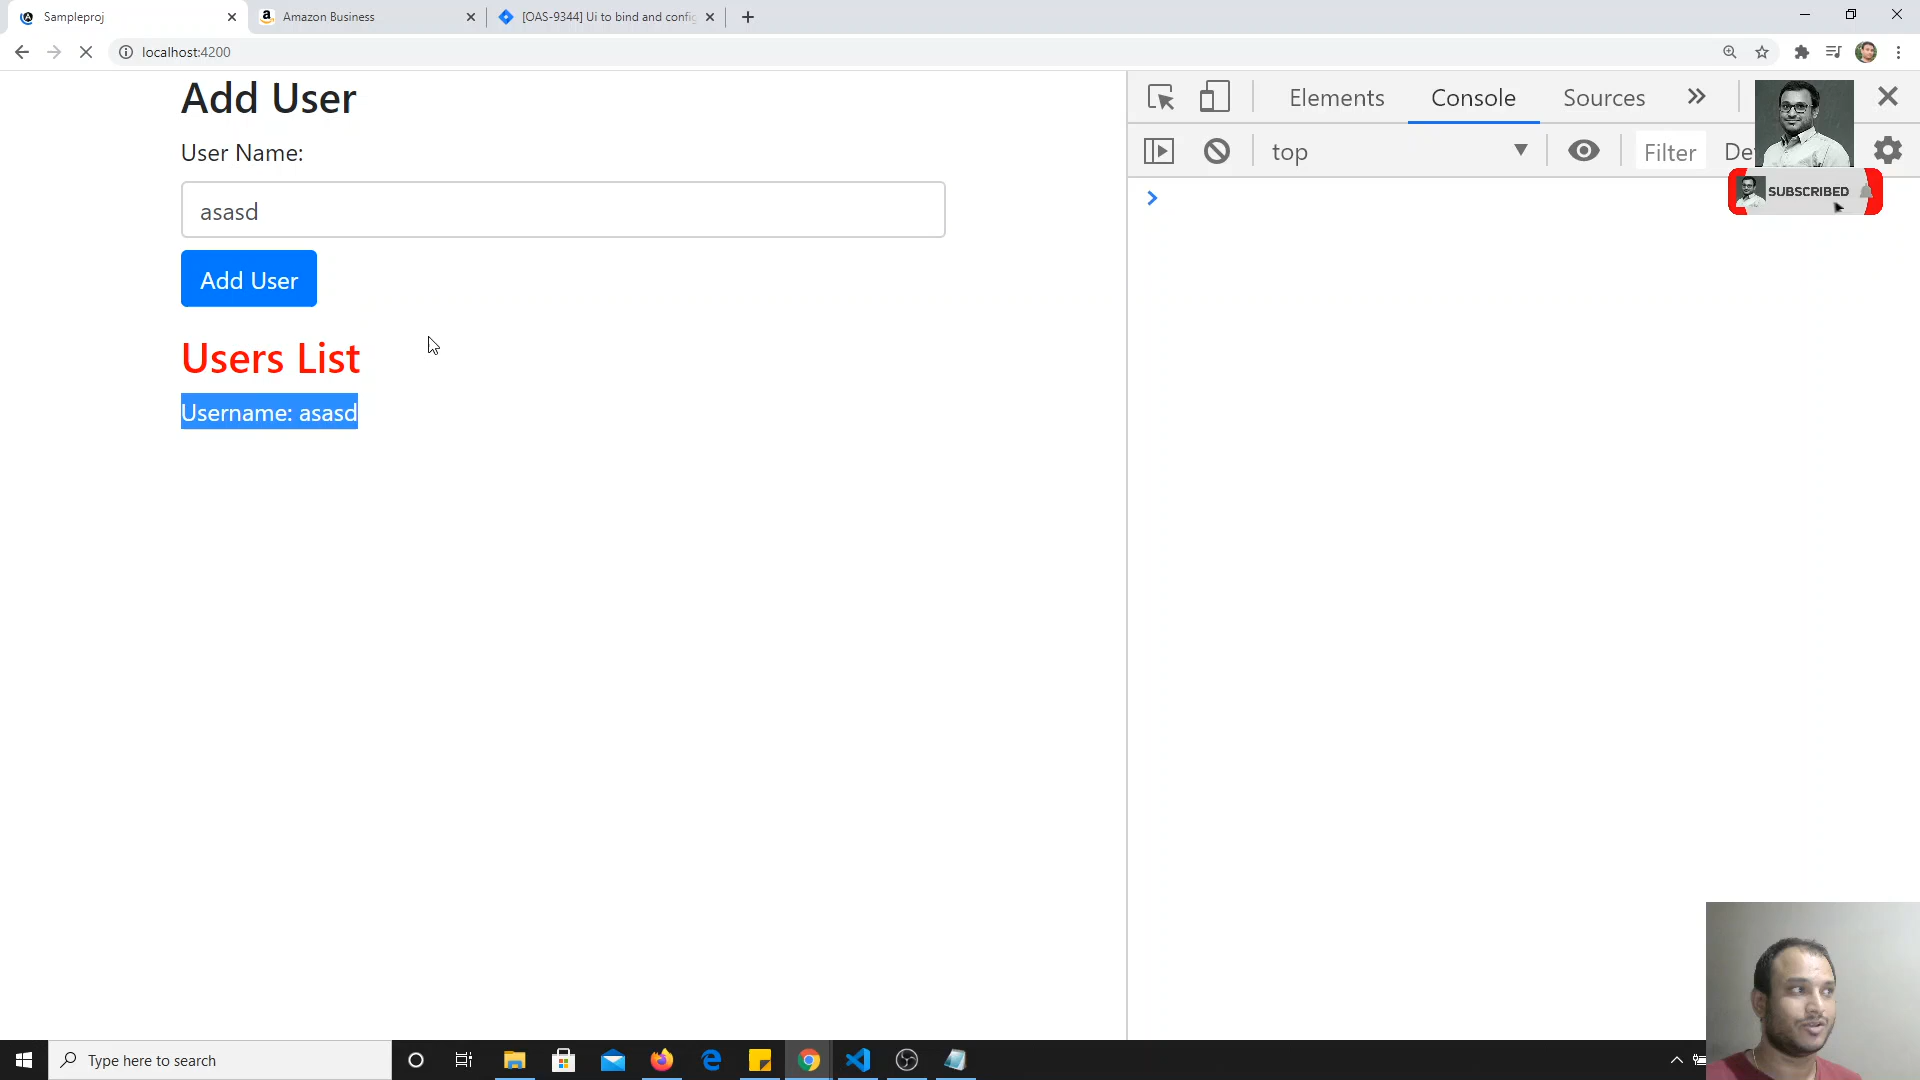 Sampleproj
Amazon Business
[OAS-9344] Ui to bind and config
localhost:4200
Add User
User Name:
asasd
Add User
Users List
Username: asasd
Elements
Console
Sources
top
Filter
De
SUBSCRIBED
Type here to search